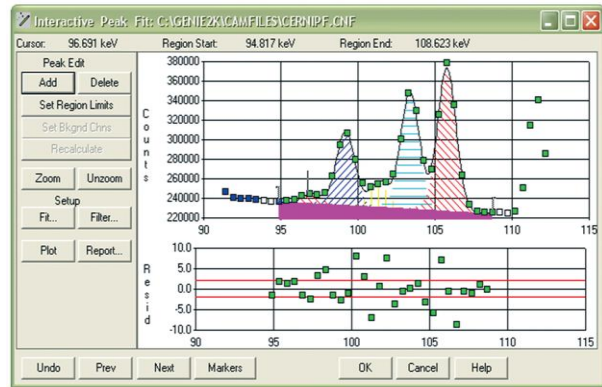 Interactive Peak Fit: C:\GENIE2K\CAMFILES\CERNIPF.CNF
Cursor: 96.691 keV Region Start: 94.817 keV Region End: 108.623 keV
Peak Edit
Add Delete
Set Region Limits
Set Bkgnd Chns
Recalculate
Zoom Unzoom
Setup
Fit... Filter...
Plot Report...
Counts
380000
360000
340000
320000
300000
280000
260000
240000
220000
90 95 100 105 110 115
Resid
10.0
5.0
0.0
-5.0
-10.0
90 95 100 105 110 115
Undo Prev Next Markers OK Cancel Help